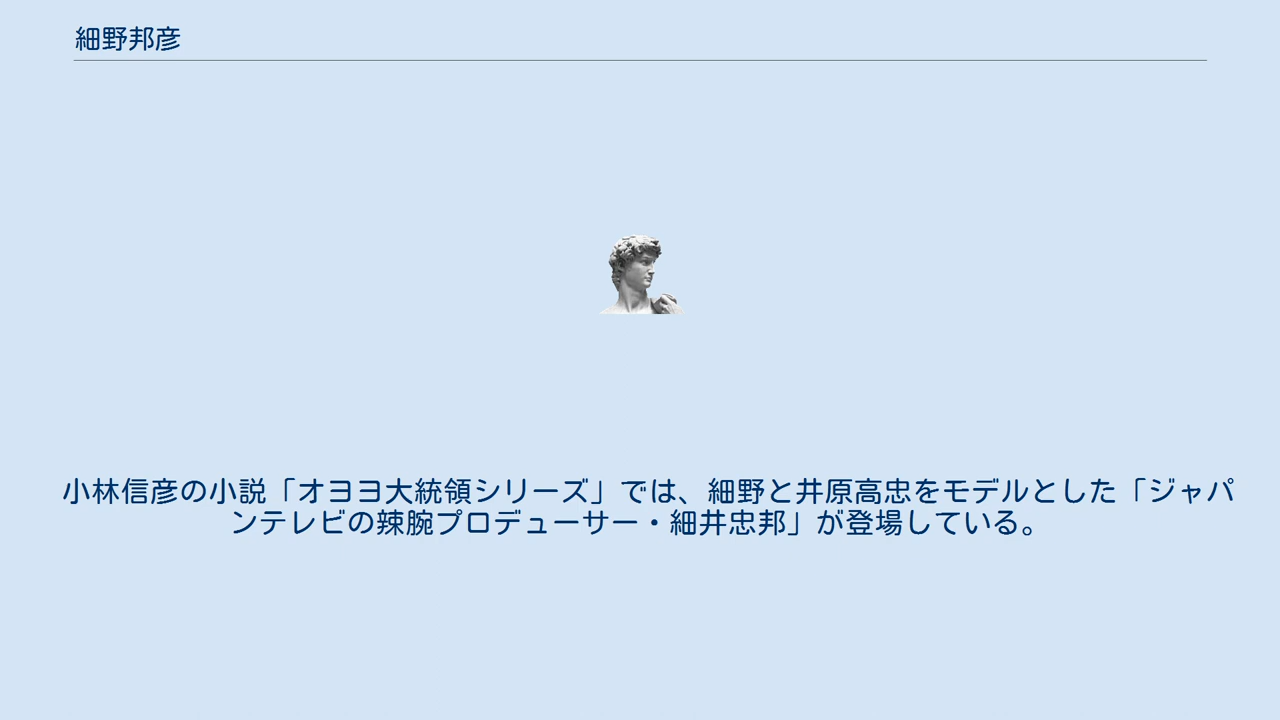 細野邦彦
小林信彦の小説「オヨヨ大統領シリーズ」では、細野と井原高忠をモデルとした「ジャパ
ンテレビの辣腕プロデューサー・細井忠邦」が登場している。